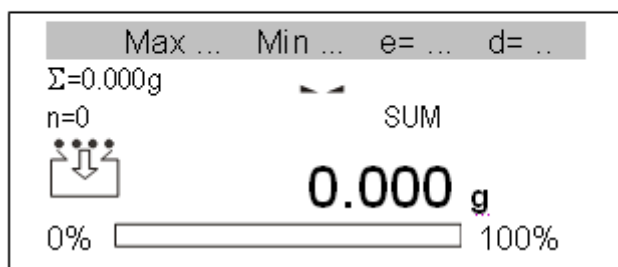 Max ... Min ... e= ... d= ..
Σ=0.000g
n=0 SUM
0.000 g
0% 100%